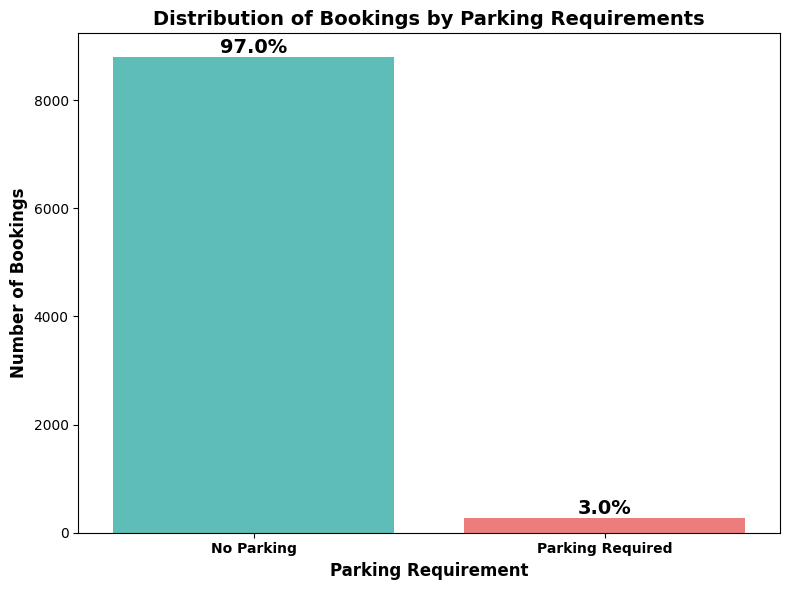 Distribution of Bookings by Parking Requirements
97.0%
3.0%
8000
6000
4000
2000
0
Number of Bookings
No Parking
Parking Required
Parking Requirement